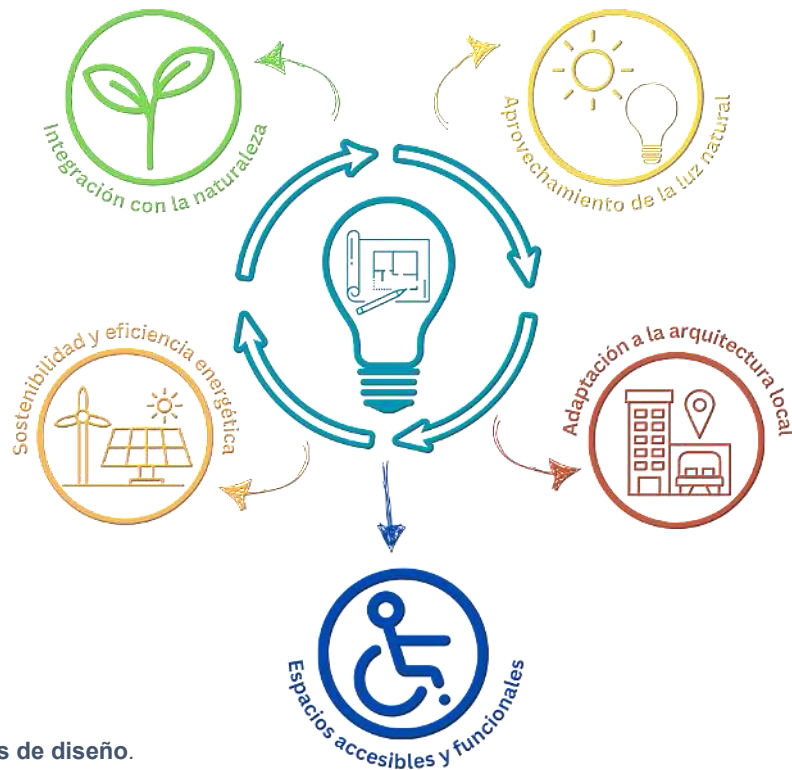 Integración con la naturaleza
Aprovechamiento de la luz natural
Sostenibilidad y eficiencia energética
Adaptación a la arquitectura local
Espacios accesibles y funcionales
s de diseño.